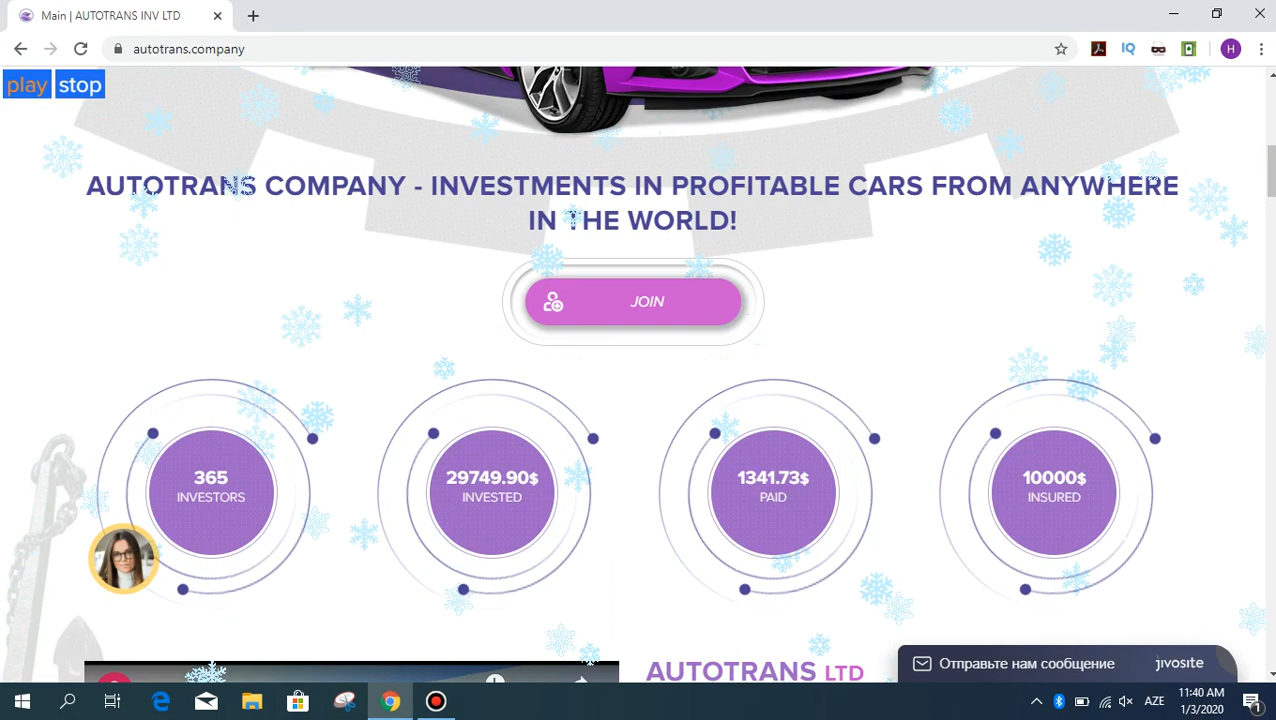 Main | AUTOTRANS INV LTD
autotrans.company
IQ
H
play stop
AUTOTRANS COMPANY - INVESTMENTS IN PROFITABLE CARS FROM ANYWHERE
IN THE WORLD!
JOIN
365
INVESTORS
29749.90$
INVESTED
1341.73$
PAID
10000$
INSURED
AUTOTRANS LTD
Отправьте нам сообщение
jivosite
AZE
11:40 AM
1/3/2020
1